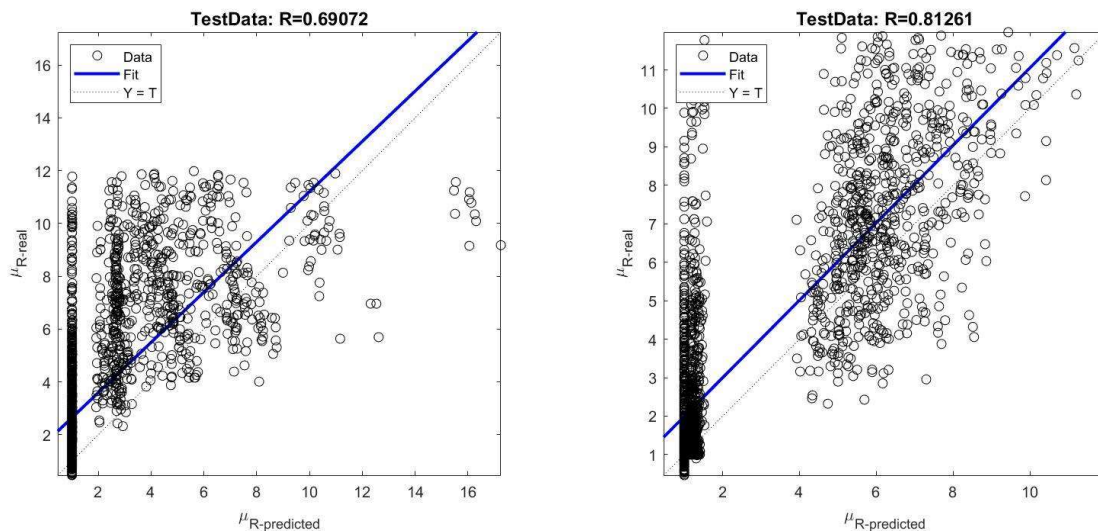 TestData: R=0.69072
Data
Fit
Y = T
16
14
12
10
8
6
4
2
μR-real
2 4 6 8 10 12 14 16
μR-predicted
TestData: R=0.81261
Data
Fit
Y = T
11
10
9
8
7
6
5
4
3
2
1
μR-real
2 4 6 8 10
μR-predicted